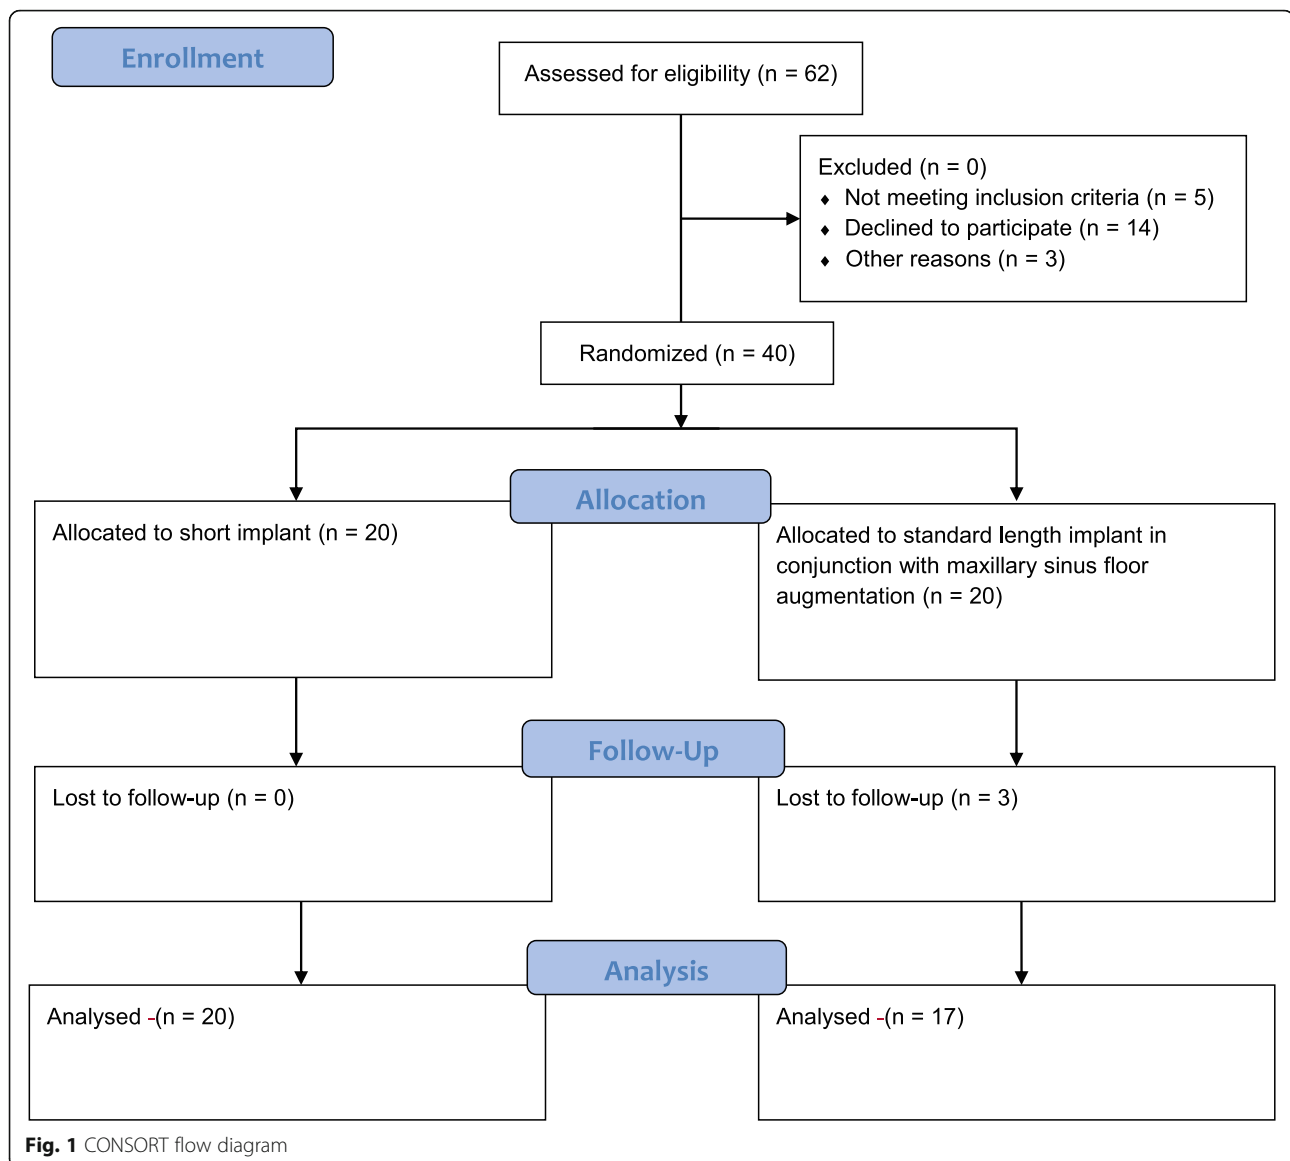 Enrollment
Assessed for eligibility (n = 62)
Excluded (n = 0)
♦ Not meeting inclusion criteria (n = 5)
♦ Declined to participate (n = 14)
♦ Other reasons (n = 3)
Randomized (n = 40)
Allocation
Allocated to short implant (n = 20)
Allocated to standard length implant in
conjunction with maxillary sinus floor
augmentation (n = 20)
Follow-Up
Lost to follow-up (n = 0)
Lost to follow-up (n = 3)
Analysis
Analysed -(n = 20)
Analysed -(n = 17)
Fig. 1 CONSORT flow diagram